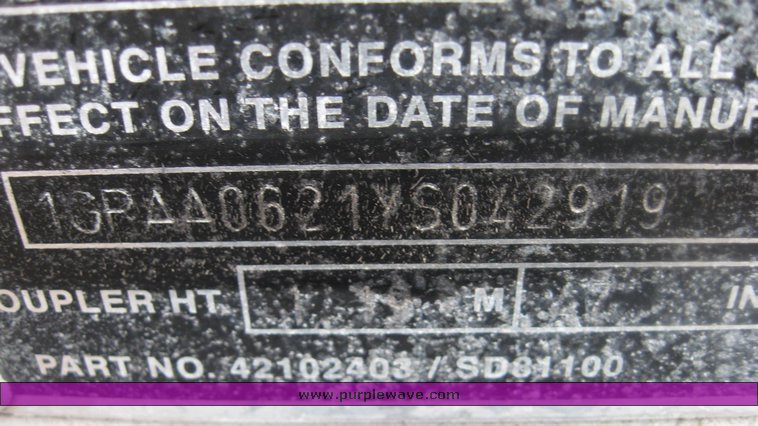 VEHICLE CONFORMS TO ALL
FFECT ON THE DATE OF MANUF
1GRAA0621YS042919
OUPLER HT. M IN
PART NO. 42102403 / SD81100
www.purplewave.com